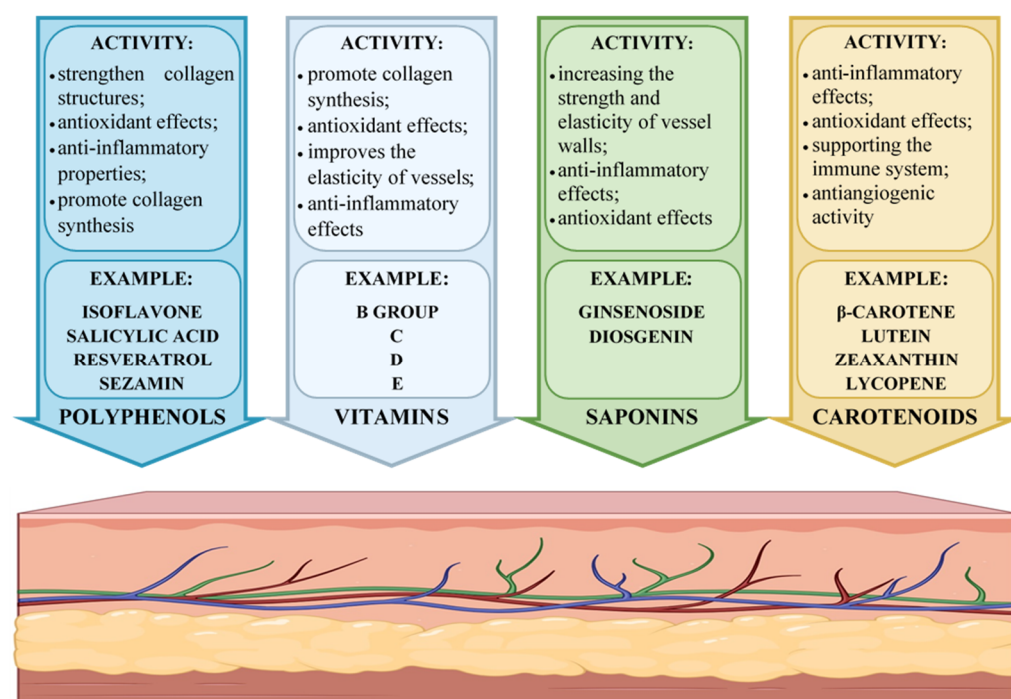 ACTIVITY:
• strengthen collagen
structures;
• antioxidant effects;
• anti-inflammatory
properties;
• promote collagen
synthesis
EXAMPLE:
ISOFLAVONE
SALICYLIC ACID
RESVERATROL
SEZAMIN
POLYPHENOLS
ACTIVITY:
• promote collagen
synthesis;
• antioxidant effects;
• improves the
elasticity of vessels;
• anti-inflammatory
effects
EXAMPLE:
B GROUP
C
D
E
VITAMINS
ACTIVITY:
• increasing the
strength and
elasticity of vessel
walls;
• anti-inflammatory
effects;
• antioxidant effects
EXAMPLE:
GINSENOSIDE
DIOSGENIN
SAPONINS
ACTIVITY:
• anti-inflammatory
effects;
• antioxidant effects;
• supporting the
immune system;
• antiangiogenic
activity
EXAMPLE:
β-CAROTENE
LUTEIN
ZEAXANTHIN
LYCOPENE
CAROTENOIDS